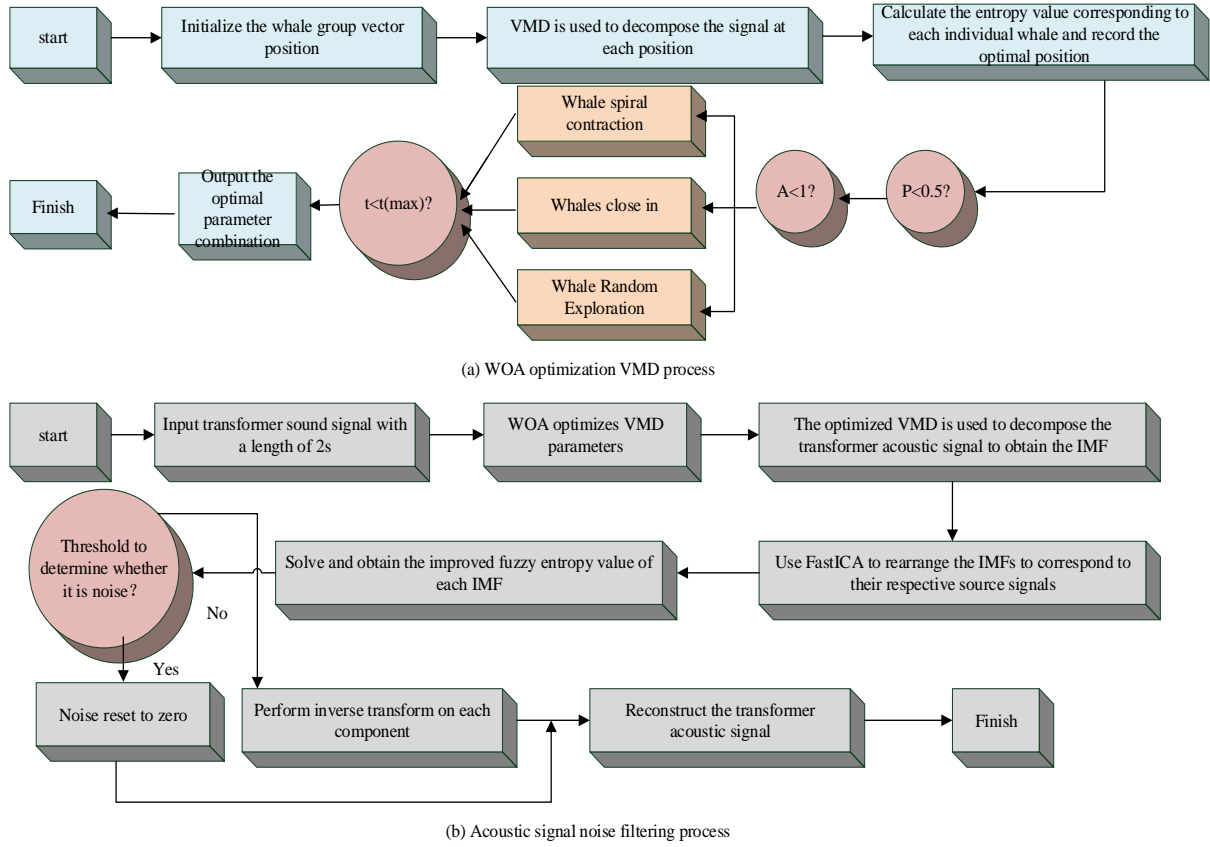 start
Initialize the whale group vector
position
VMD is used to decompose the signal at
each position
Calculate the entropy value corresponding to
each individual whale and record the
optimal position
Whale spiral
contraction
Whales close in
Whale Random
Exploration
P<0.5?
A<1?
t<t(max)?
Output the
optimal
parameter
combination
Finish
(a) WOA optimization VMD process
start
Input transformer sound signal with
a length of 2s
WOA optimizes VMD
parameters
The optimized VMD is used to decompose the
transformer acoustic signal to obtain the IMF
Use FastICA to rearrange the IMFs to correspond to
their respective source signals
Solve and obtain the improved fuzzy entropy value of
each IMF
Threshold to
determine whether
it is noise?
No
Yes
Noise reset to zero
Perform inverse transform on each
component
Reconstruct the transformer
acoustic signal
Finish
(b) Acoustic signal noise filtering process